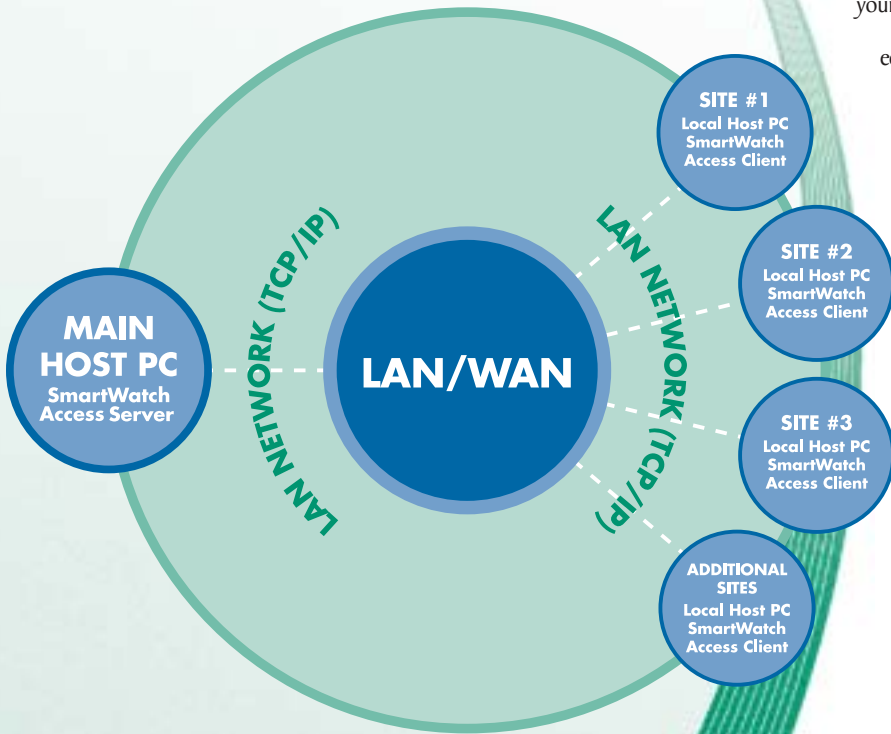 your
SITE #1
Local Host PC
SmartWatch
Access Client
SITE #2
Local Host PC
SmartWatch
Access Client
LAN NETWORK (TCP/IP)
LAN NETWORK (TCP/IP)
MAIN
HOST PC
SmartWatch
Access Server
LAN/WAN
SITE #3
Local Host PC
SmartWatch
Access Client
ADDITIONAL
SITES
Local Host PC
SmartWatch
Access Client